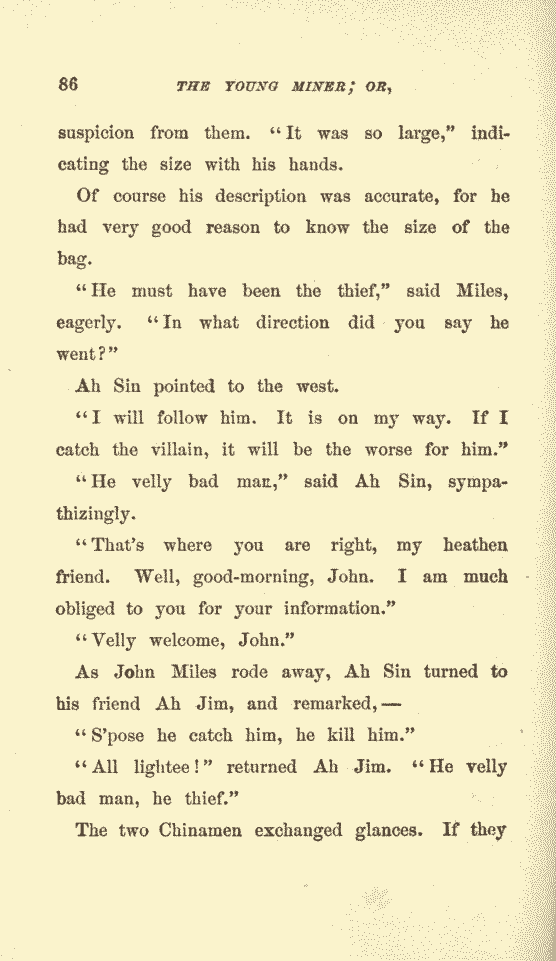 86 THE YOUNG MINER; OR,
suspicion from them. “It was so large,” indi-
cating the size with his hands.
Of course his description was accurate, for he
had very good reason to know the size of the
bag.
“He must have been the thief,” said Miles,
eagerly. “In what direction did you say he
went?”
Ah Sin pointed to the west.
“I will follow him. It is on my way. If I
catch the villain, it will be the worse for him.”
“He velly bad man,” said Ah Sin, sympa-
thizingly.
“That’s where you are right, my heathen
friend. Well, good-morning, John. I am much
obliged to you for your information.”
“Velly welcome, John.”
As John Miles rode away, Ah Sin turned to
his friend Ah Jim, and remarked,—
“S’pose he catch him, he kill him.”
“All lightee!” returned Ah Jim. “He velly
bad man, he thief.”
The two Chinamen exchanged glances. If they